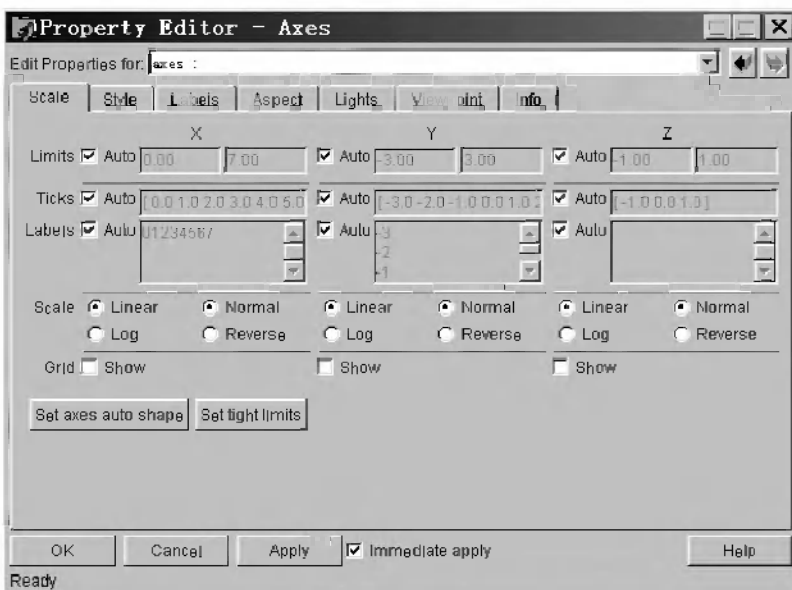 Property Editor - Axes
Edit Properties for: axes :
Scale Style Labels Aspect Lights Viewpoint Info
X Y Z
Limits Auto 0.00 7.00 Auto -3.00 3.00 Auto -1.00 1.00
Ticks Auto [ 0.0 1.0 2.0 3.0 4.0 5.0 Auto [ -3.0 -2.0 -1.0 0.0 1.0 2 Auto [ -1.0 0.0 1.0 ]
Labels Auto 01234567 Auto -3 Auto
-2
-1
Scale Linear Normal Linear Normal Linear Normal
Log Reverse Log Reverse Log Reverse
Grid Show Show Show
Set axes auto shape Set tight limits
OK Cancel Apply Immediate apply Help
Ready